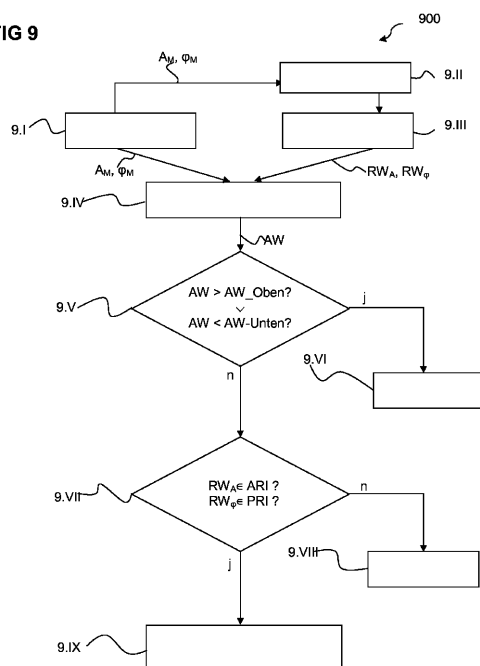 FIG 9
900
A_M, φ_M
9.II
9.I
9.III
A_M, φ_M
RW_A, RW_φ
9.IV
AW
AW > AW_Oben?
∨
AW < AW-Unten?
9.V
j
n
9.VI
RW_A∈ ARI ?
RW_φ∈ PRI ?
9.VII
n
j
9.VIII
9.IX